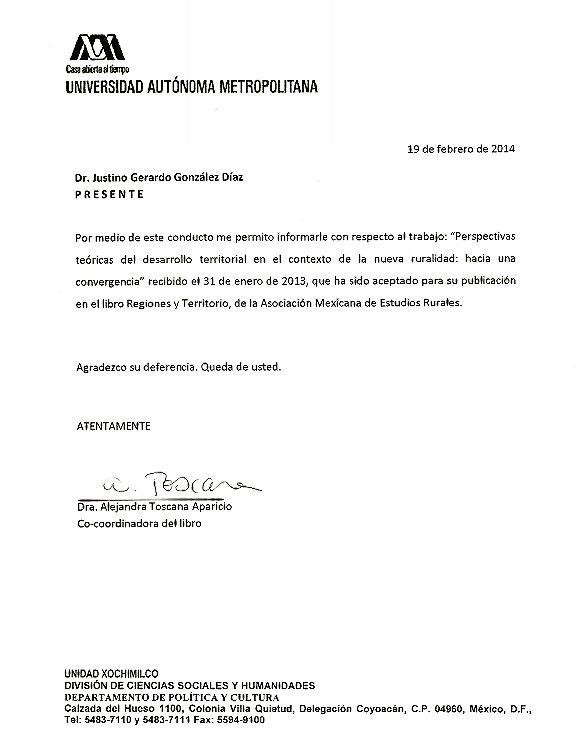 Casa abierta al tiempo
UNIVERSIDAD AUTÓNOMA METROPOLITANA
19 de febrero de 2014
Dr. Justino Gerardo González Díaz
P R E S E N T E
Por medio de este conducto me permito informarle con respecto al trabajo: “Perspectivas
teóricas del desarrollo territorial en el contexto de la nueva ruralidad: hacia una
convergencia” recibido el 31 de enero de 2013, que ha sido aceptado para su publicación
en el libro Regiones y Territorio, de la Asociación Mexicana de Estudios Rurales.
Agradezco su deferencia. Queda de usted.
ATENTAMENTE
A. Toscana
Dra. Alejandra Toscana Aparicio
Co-coordinadora del libro
UNIDAD XOCHIMILCO
DIVISIÓN DE CIENCIAS SOCIALES Y HUMANIDADES
DEPARTAMENTO DE POLÍTICA Y CULTURA
Calzada del Hueso 1100, Colonia Villa Quietud, Delegación Coyoacán, C.P. 04960, México, D.F.,
Tel: 5483-7110 y 5483-7111 Fax: 5594-9100